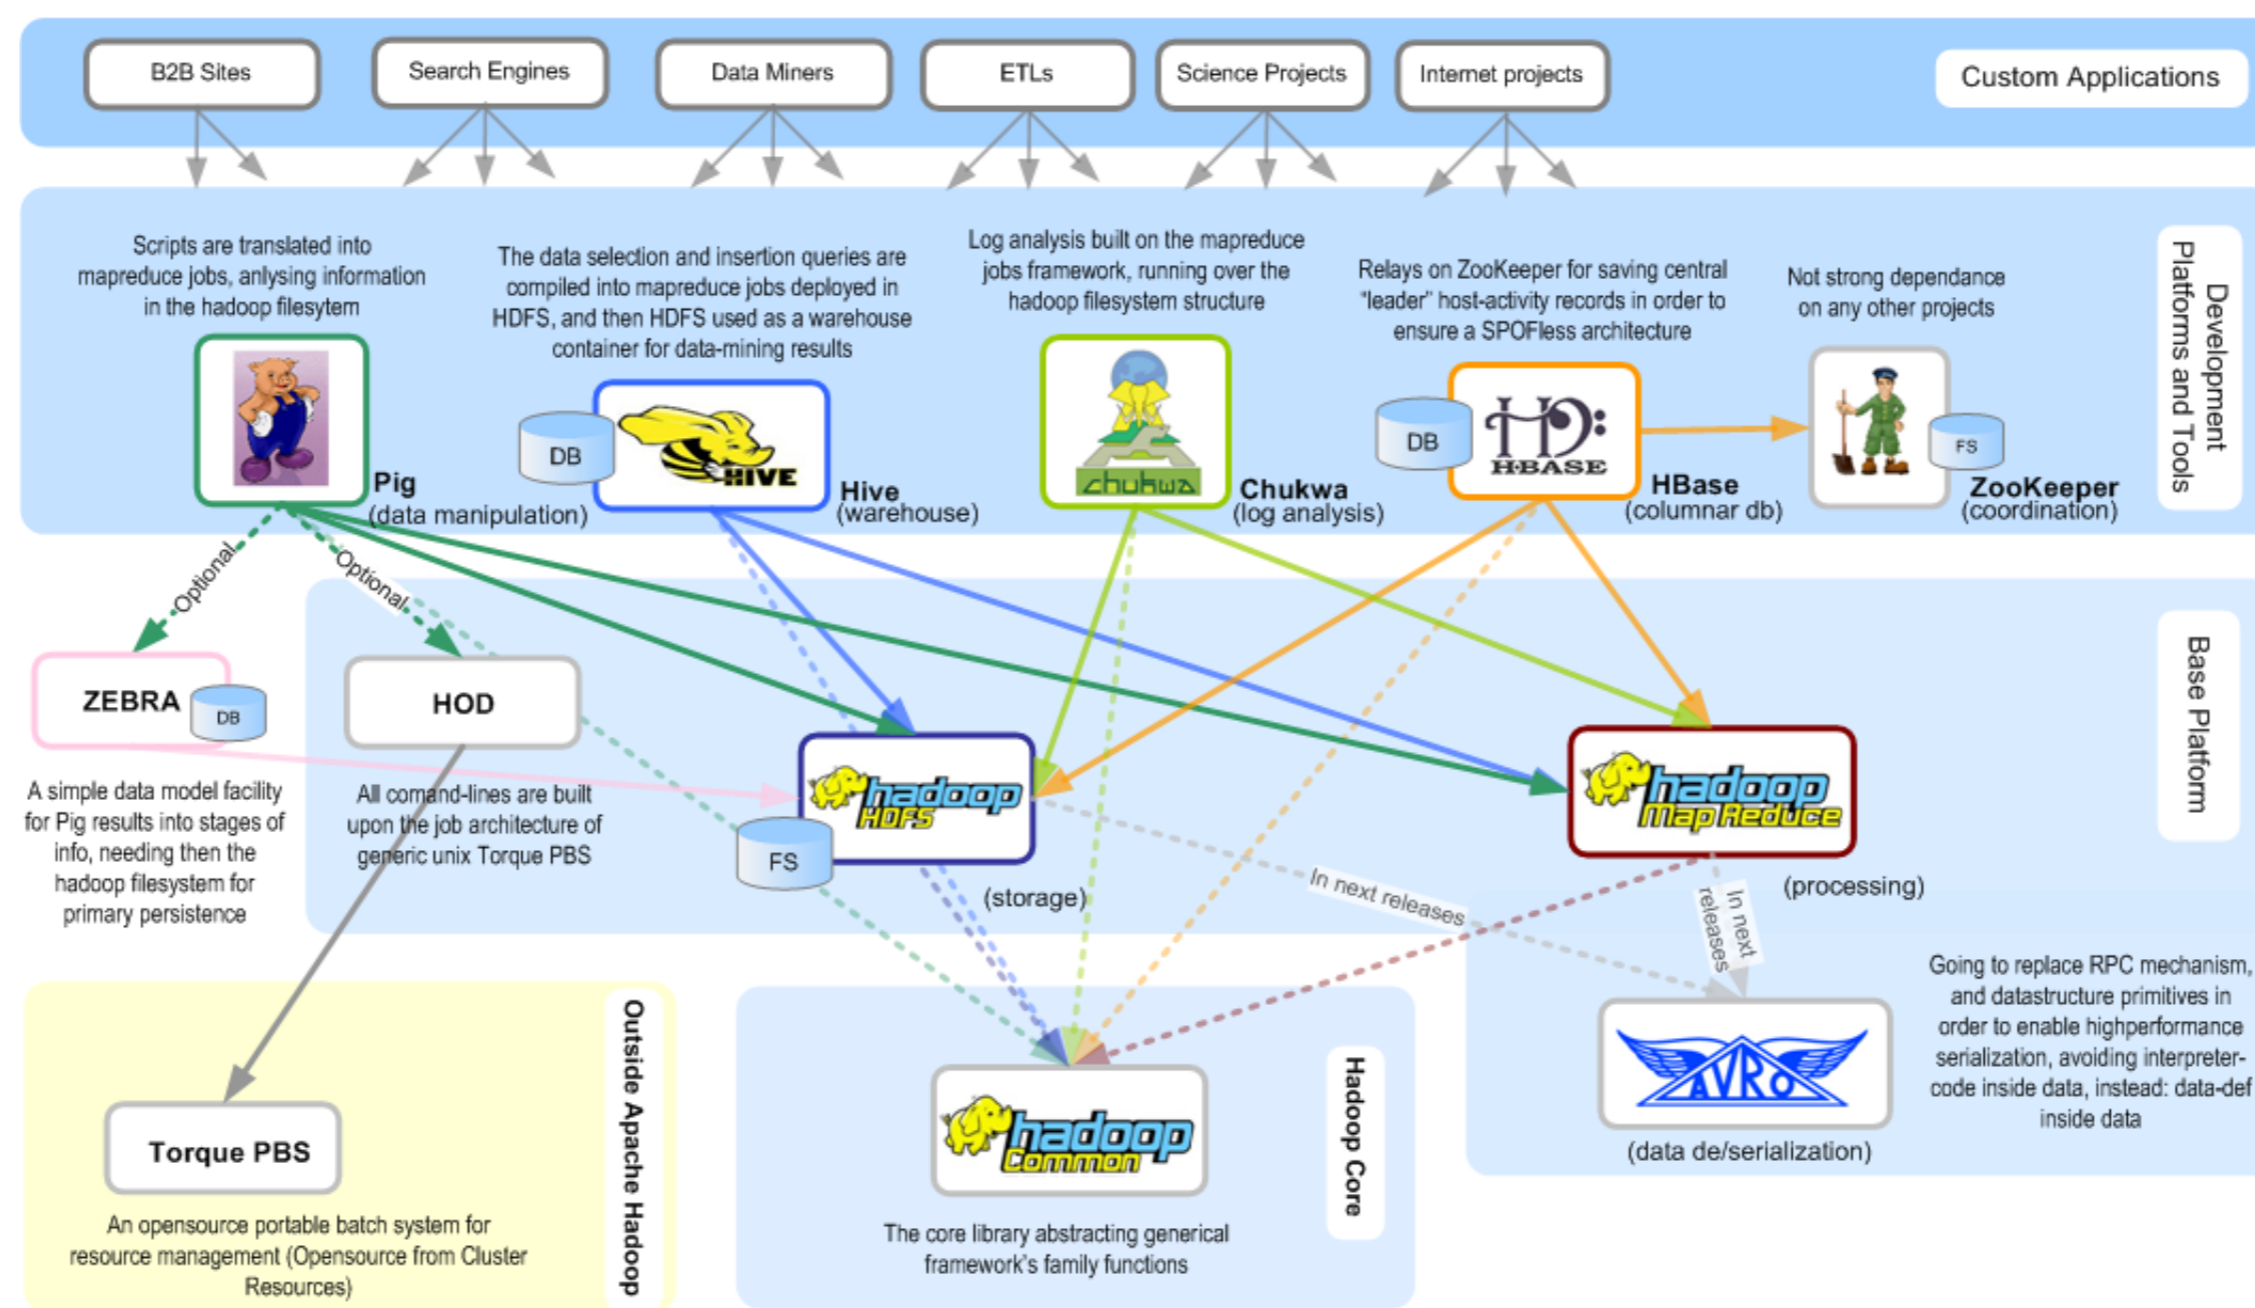 B2B Sites
Search Engines
Data Miners
ETLs
Science Projects
Internet projects
Custom Applications
Scripts are translated into
mapreduce jobs, anlysing information
in the hadoop filesytem
The data selection and insertion queries are
compiled into mapreduce jobs deployed in
HDFS, and then HDFS used as a warehouse
container for data-mining results
Log analysis built on the mapreduce
jobs framework, running over the
hadoop filesystem structure
Relays on ZooKeeper for saving central
“leader” host-activity records in order to
ensure a SPOFless architecture
Not strong dependance
on any other projects
Development
Platforms and Tools
Pig
(data manipulation)
DB
HIVE
Hive
(warehouse)
chukwa
Chukwa
(log analysis)
DB
HBASE
HBase
(columnar db)
FS
ZooKeeper
(coordination)
Optional
Optional
Base Platform
ZEBRA
DB
HOD
A simple data model facility
for Pig results into stages of
info, needing then the
hadoop filesystem for
primary persistence
All comand-lines are built
upon the job architecture of
generic unix Torque PBS
hadoop
HDFS
FS
(storage)
hadoop
Map Reduce
(processing)
In next releases
In next
releases
Going to replace RPC mechanism,
and datastructure primitives in
order to enable highperformance
serialization, avoiding interpreter-
code inside data, instead: data-def
inside data
AVRO
(data de/serialization)
Outside Apache Hadoop
Torque PBS
An opensource portable batch system for
resource management (Opensource from Cluster
Resources)
Hadoop Core
hadoop
Common
The core library abstracting generical
framework's family functions